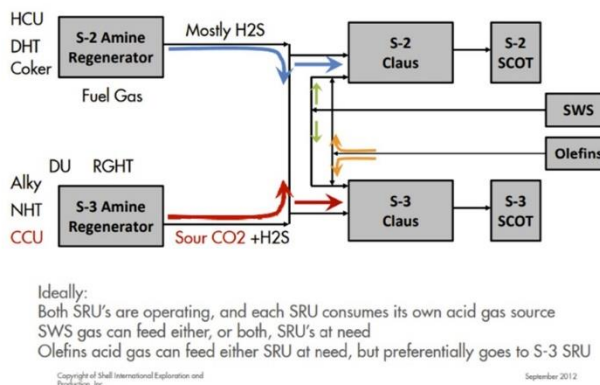 HCU
DHT
Coker
S-2 Amine
Regenerator
Mostly H2S
Fuel Gas
S-2
Claus
S-2
SCOT
SWS
Olefins
DU RGHT
Alky
NHT
CCU
S-3 Amine
Regenerator
Sour CO2 +H2S
S-3
Claus
S-3
SCOT
Ideally:
Both SRU's are operating, and each SRU consumes its own acid gas source
SWS gas can feed either, or both, SRU's at need
Olefins acid gas can feed either SRU at need, but preferentially goes to S-3 SRU
Copyright of Shell International Exploration and
Production, Inc.
September 2012